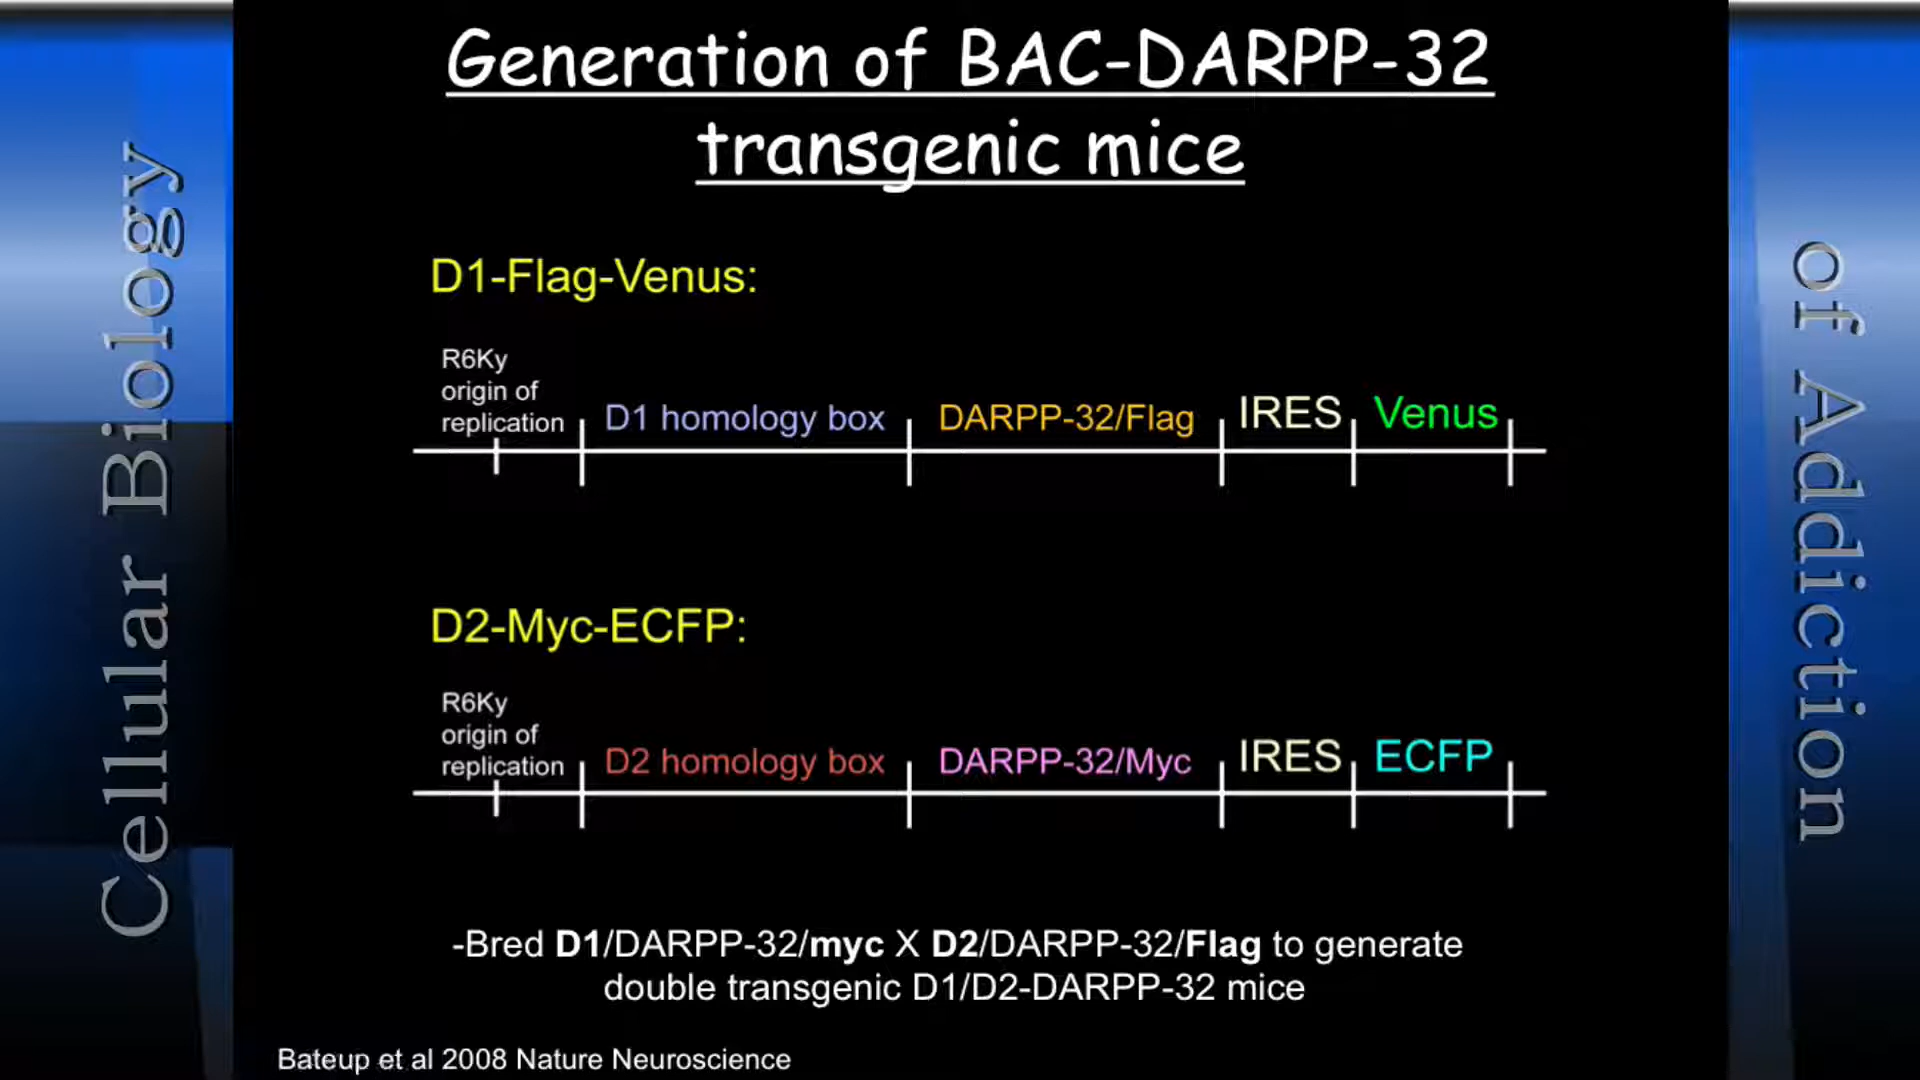 Generation of BAC-DARPP-32
transgenic mice
D1-Flag-Venus:
R6Ky
origin of
replication
D1 homology box
DARPP-32/Flag
IRES
Venus
D2-Myc-ECFP:
R6Ky
origin of
replication
D2 homology box
DARPP-32/Myc
IRES
ECFP
-Bred D1/DARPP-32/myc X D2/DARPP-32/Flag to generate
double transgenic D1/D2-DARPP-32 mice
Bateup et al 2008 Nature Neuroscience
Cellular Biology
of Addiction